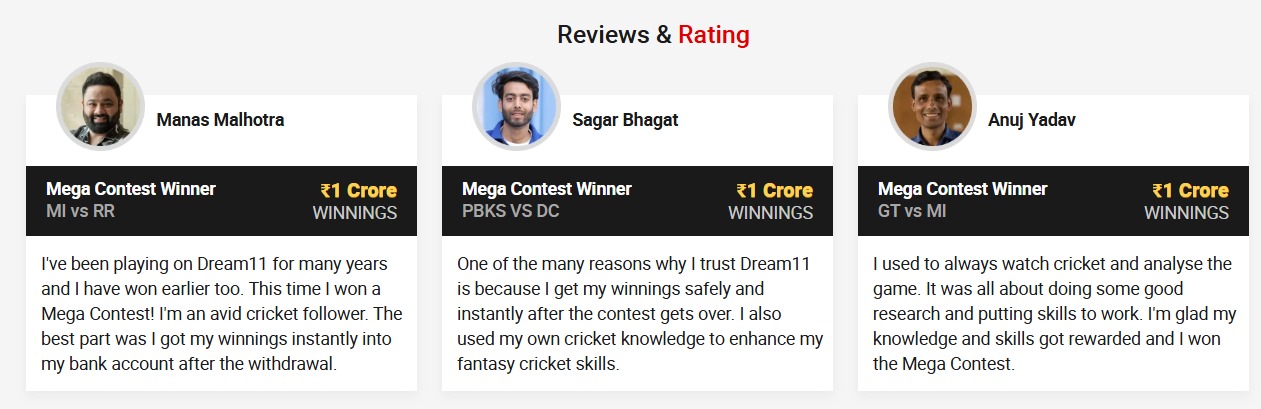 Reviews & Rating
Manas Malhotra
Mega Contest Winner
MI vs RR
₹1 Crore
WINNINGS
I've been playing on Dream11 for many years
and I have won earlier too. This time I won a
Mega Contest! I'm an avid cricket follower. The
best part was I got my winnings instantly into
my bank account after the withdrawal.
Sagar Bhagat
Mega Contest Winner
PBKS VS DC
₹1 Crore
WINNINGS
One of the many reasons why I trust Dream11
is because I get my winnings safely and
instantly after the contest gets over. I also
used my own cricket knowledge to enhance my
fantasy cricket skills.
Anuj Yadav
Mega Contest Winner
GT vs MI
₹1 Crore
WINNINGS
I used to always watch cricket and analyse the
game. It was all about doing some good
research and putting skills to work. I'm glad my
knowledge and skills got rewarded and I won
the Mega Contest.